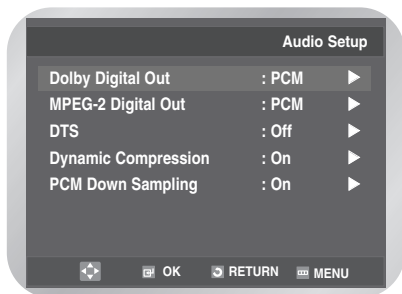 Audio Setup
Dolby Digital Out : PCM
MPEG-2 Digital Out : PCM
DTS : Off
Dynamic Compression : On
PCM Down Sampling : On
OK RETURN MENU